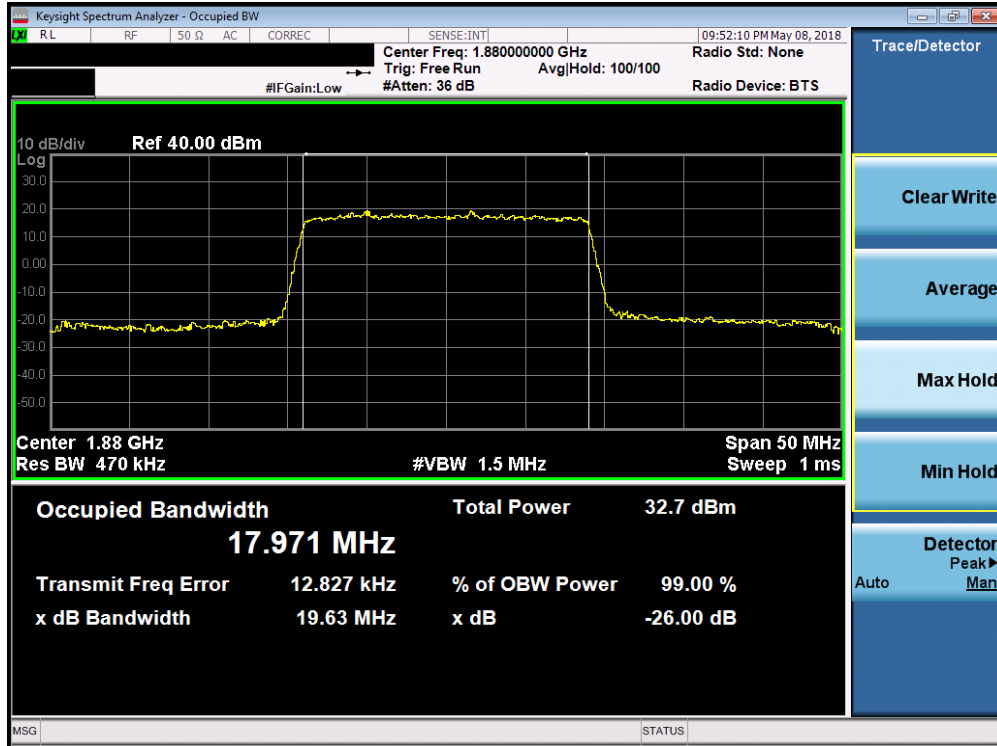 Keysight Spectrum Analyzer - Occupied BW
LXI RL RF 50 Ω AC CORREC SENSE:INT 09:52:10 PM May 08, 2018
Center Freq: 1.880000000 GHz Radio Std: None
Trig: Free Run Avg|Hold: 100/100
#IFGain:Low #Atten: 36 dB Radio Device: BTS
10 dB/div Ref 40.00 dBm
Log
30.0
20.0
10.0
0.00
-10.0
-20.0
-30.0
-40.0
-50.0
Center 1.88 GHz Span 50 MHz
Res BW 470 kHz #VBW 1.5 MHz Sweep 1 ms
Occupied Bandwidth Total Power 32.7 dBm
17.971 MHz
Transmit Freq Error 12.827 kHz % of OBW Power 99.00 %
x dB Bandwidth 19.63 MHz x dB -26.00 dB
MSG STATUS
Trace/Detector
Clear Write
Average
Max Hold
Min Hold
Detector
Peak▶
Auto Man